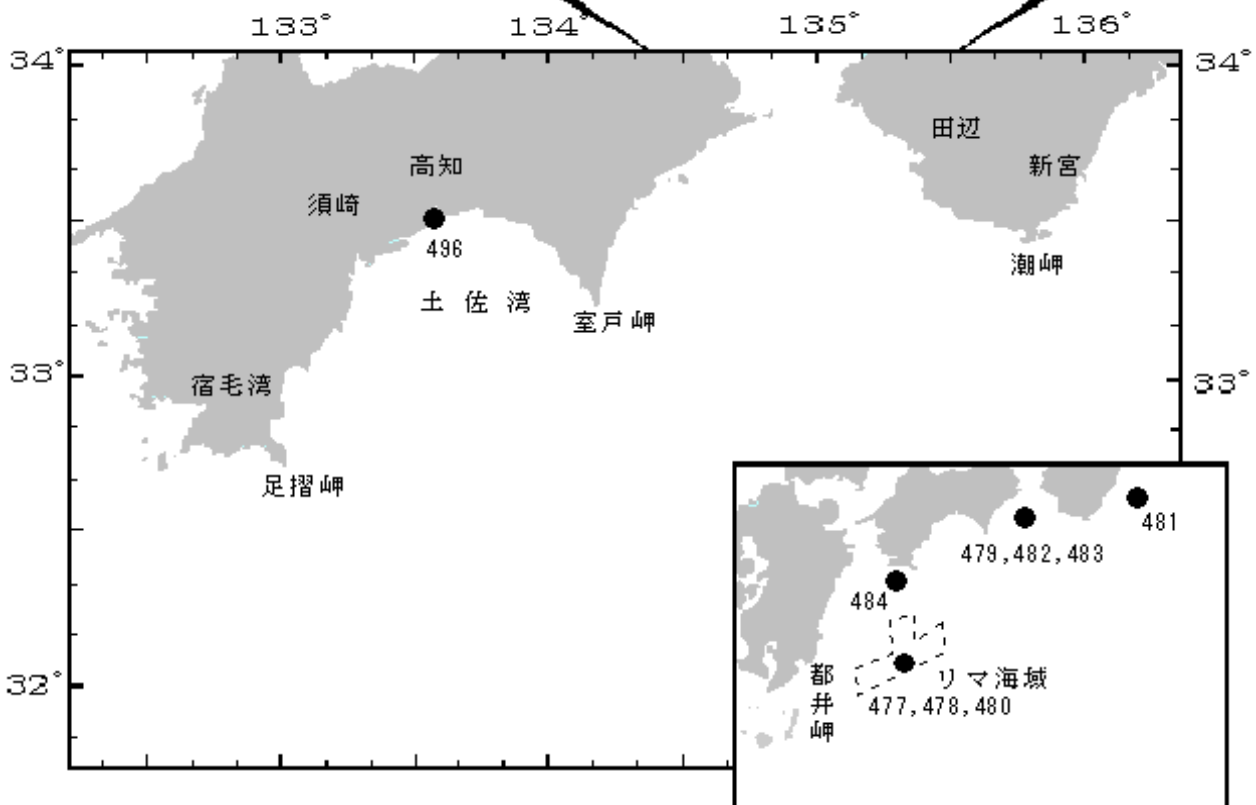 133° 134° 135° 136°
34° 34°
田辺
高知 新宮
須崎
496
潮岬
土佐湾
室戸岬
33° 33°
宿毛湾
足摺岬
481
479,482,483
484
都井岬 リマ海域
477,478,480
32°